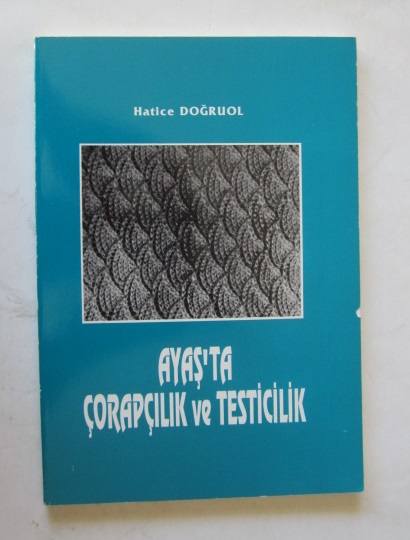 Hatice DOĞRUOL
AYAŞ'TA
ÇORAPÇILIK ve TESTİCİLİK